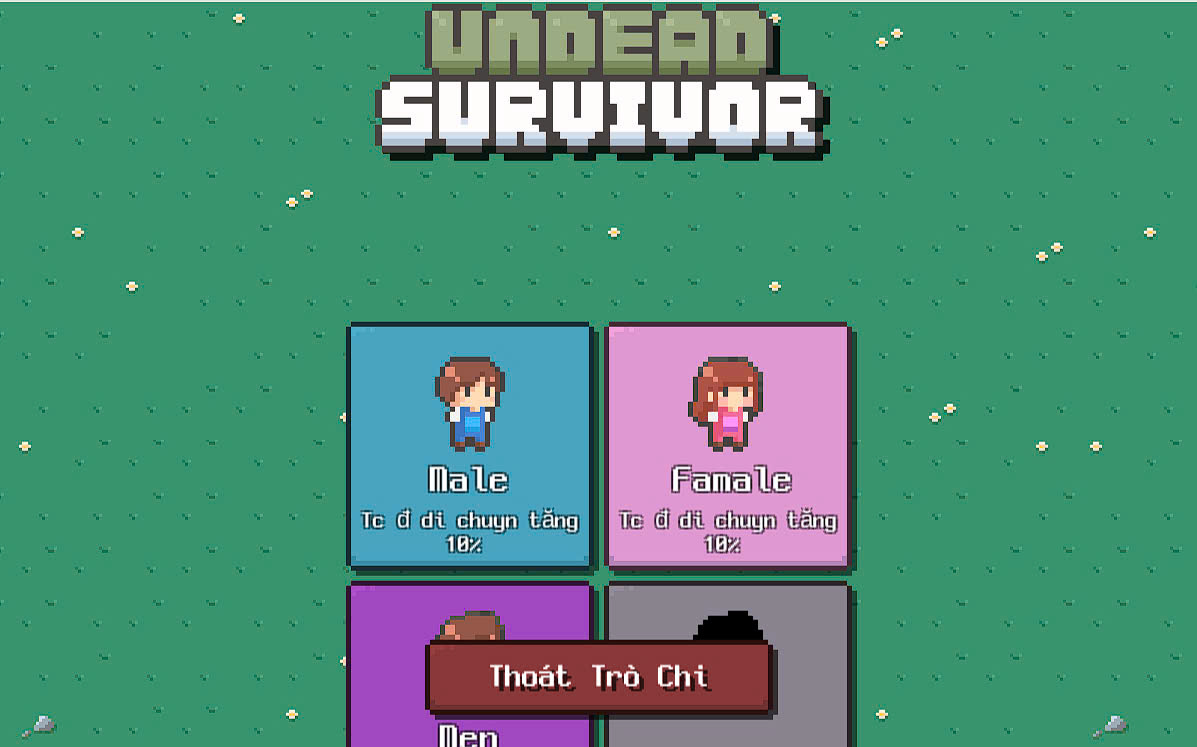 UNDEAD
SURVIVOR
Male
Famale
Tc đ di chuyn tăng
10%
Tc đ di chuyn tăng
10%
Thoát Trò Chi
Men